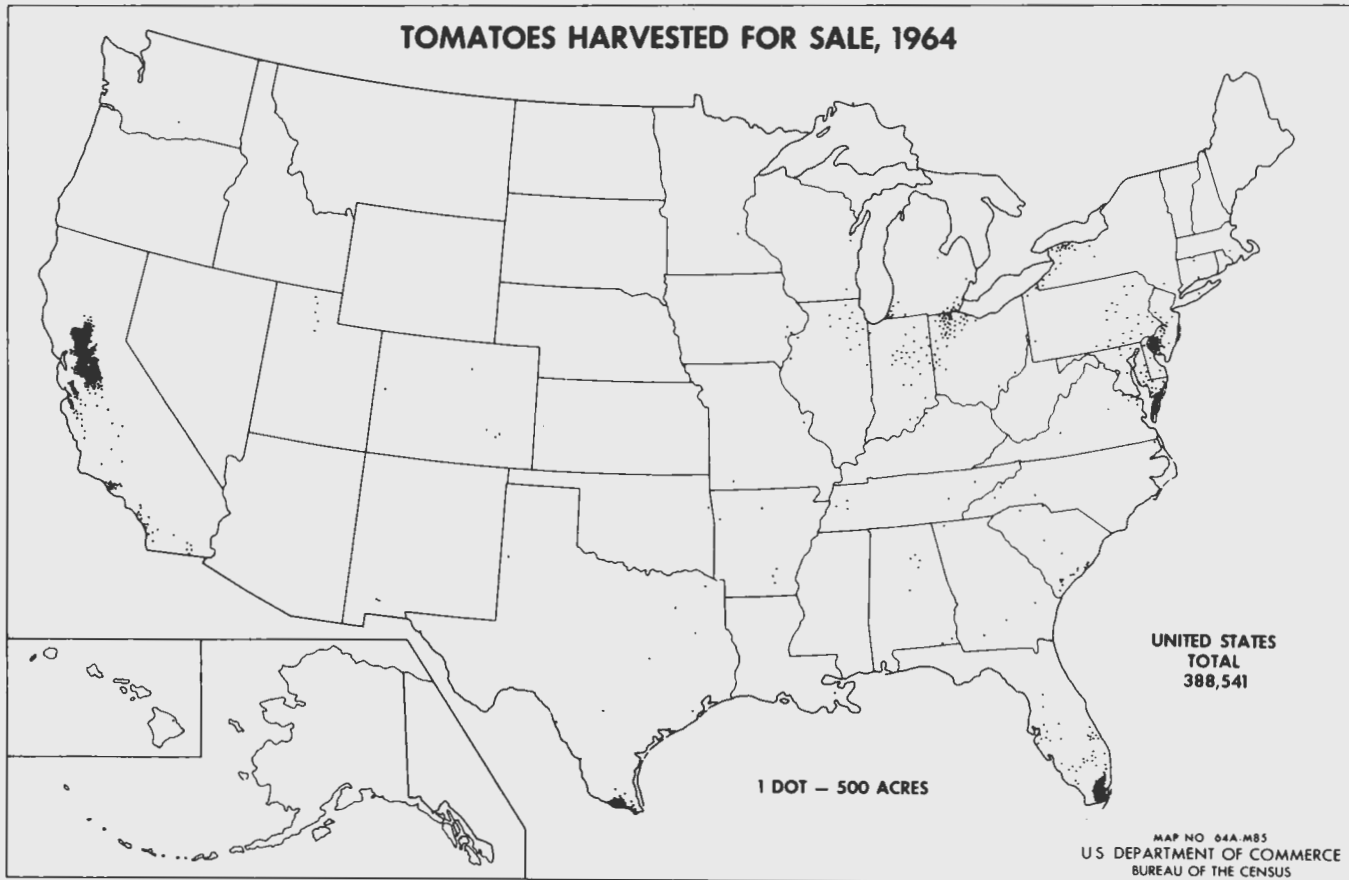 TOMATOES HARVESTED FOR SALE, 1964
UNITED STATES
TOTAL
388,541
1 DOT — 500 ACRES
MAP NO 64A-M85
U S DEPARTMENT OF COMMERCE
BUREAU OF THE CENSUS